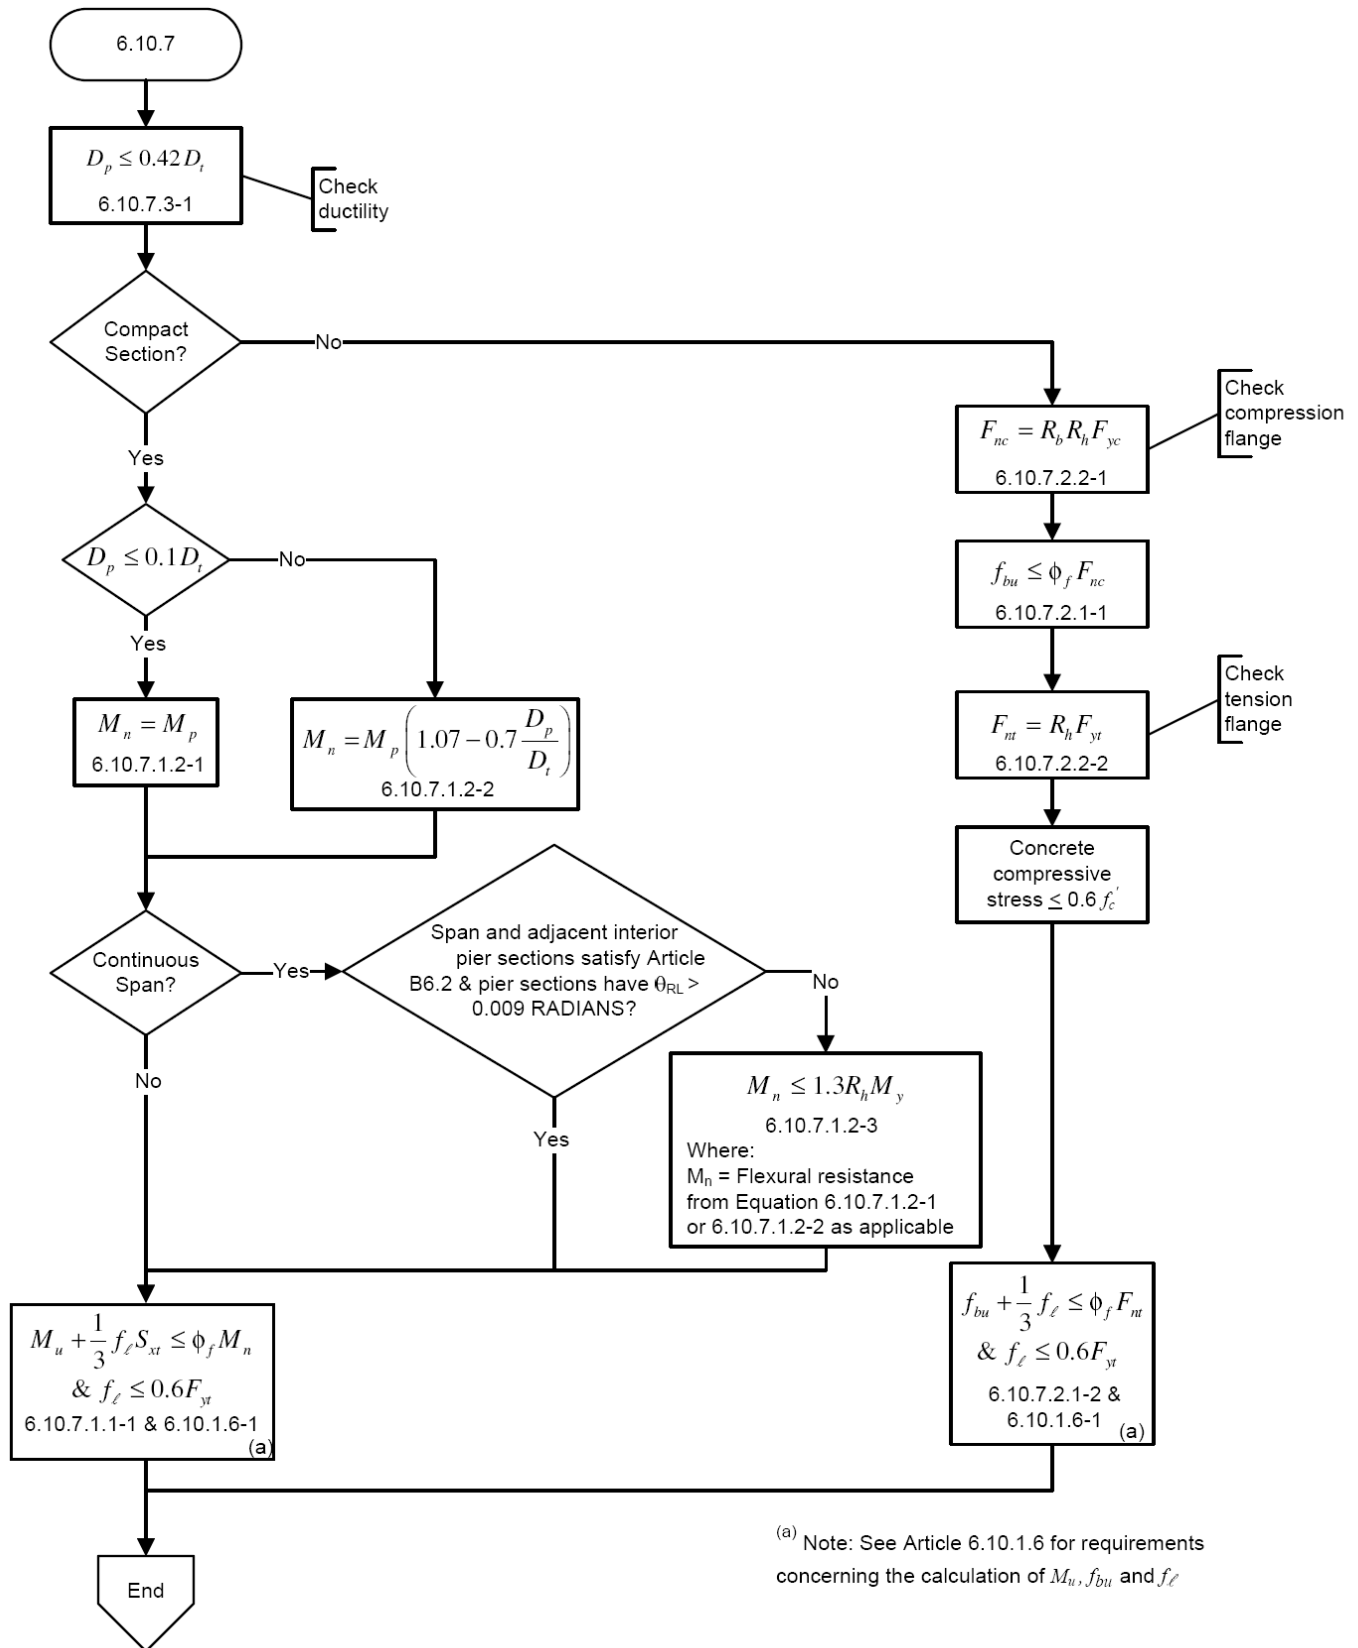 6.10.7
D_p ≤ 0.42 D_t
6.10.7.3-1
Check
ductility
Compact
Section?
No
Yes
D_p ≤ 0.1 D_t
No
Yes
M_n = M_p
6.10.7.1.2-1
M_n = M_p (1.07 − 0.7 D_p/D_t)
6.10.7.1.2-2
Continuous
Span?
Yes
No
Span and adjacent interior
pier sections satisfy Article
B6.2 & pier sections have θ_RL >
0.009 RADIANS?
No
Yes
M_n ≤ 1.3R_h M_y
6.10.7.1.2-3
Where:
M_n = Flexural resistance
from Equation 6.10.7.1.2-1
or 6.10.7.1.2-2 as applicable
M_u + 1/3 f_ℓ S_xt ≤ ϕ_f M_n
& f_ℓ ≤ 0.6F_yt
6.10.7.1.1-1 & 6.10.1.6-1
(a)
End
F_nc = R_b R_h F_yc
6.10.7.2.2-1
Check
compression
flange
f_bu ≤ ϕ_f F_nc
6.10.7.2.1-1
F_nt = R_h F_yt
6.10.7.2.2-2
Check
tension
flange
Concrete
compressive
stress ≤ 0.6 f_c'
f_bu + 1/3 f_ℓ ≤ ϕ_f F_nt
& f_ℓ ≤ 0.6F_yt
6.10.7.2.1-2 &
6.10.1.6-1
(a)
(a) Note: See Article 6.10.1.6 for requirements
concerning the calculation of M_u, f_bu and f_ℓ